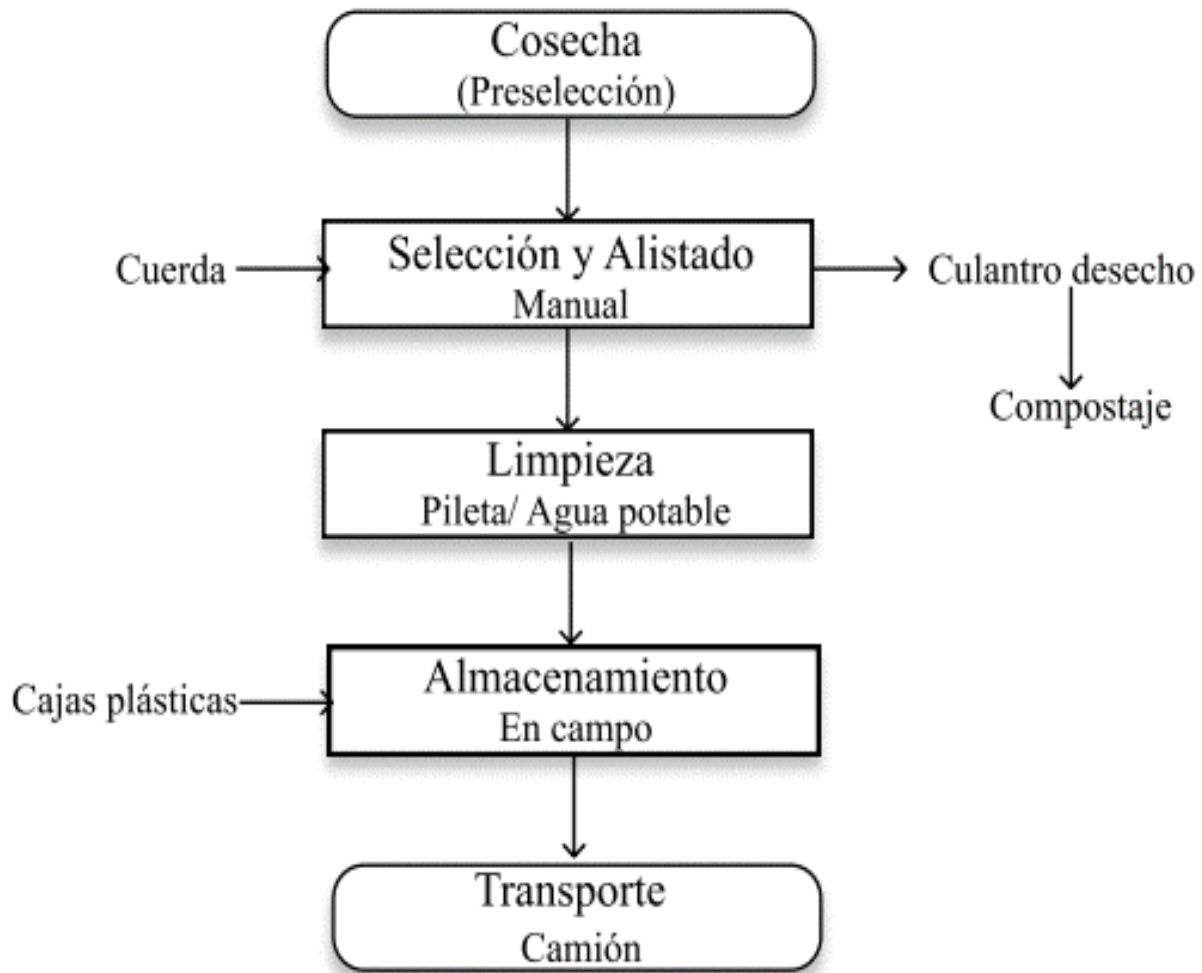 Cosecha
(Preselección)
Cuerda
Selección y Alistado
Manual
Culantro desecho
Compostaje
Limpieza
Pileta/ Agua potable
Cajas plásticas
Almacenamiento
En campo
Transporte
Camión